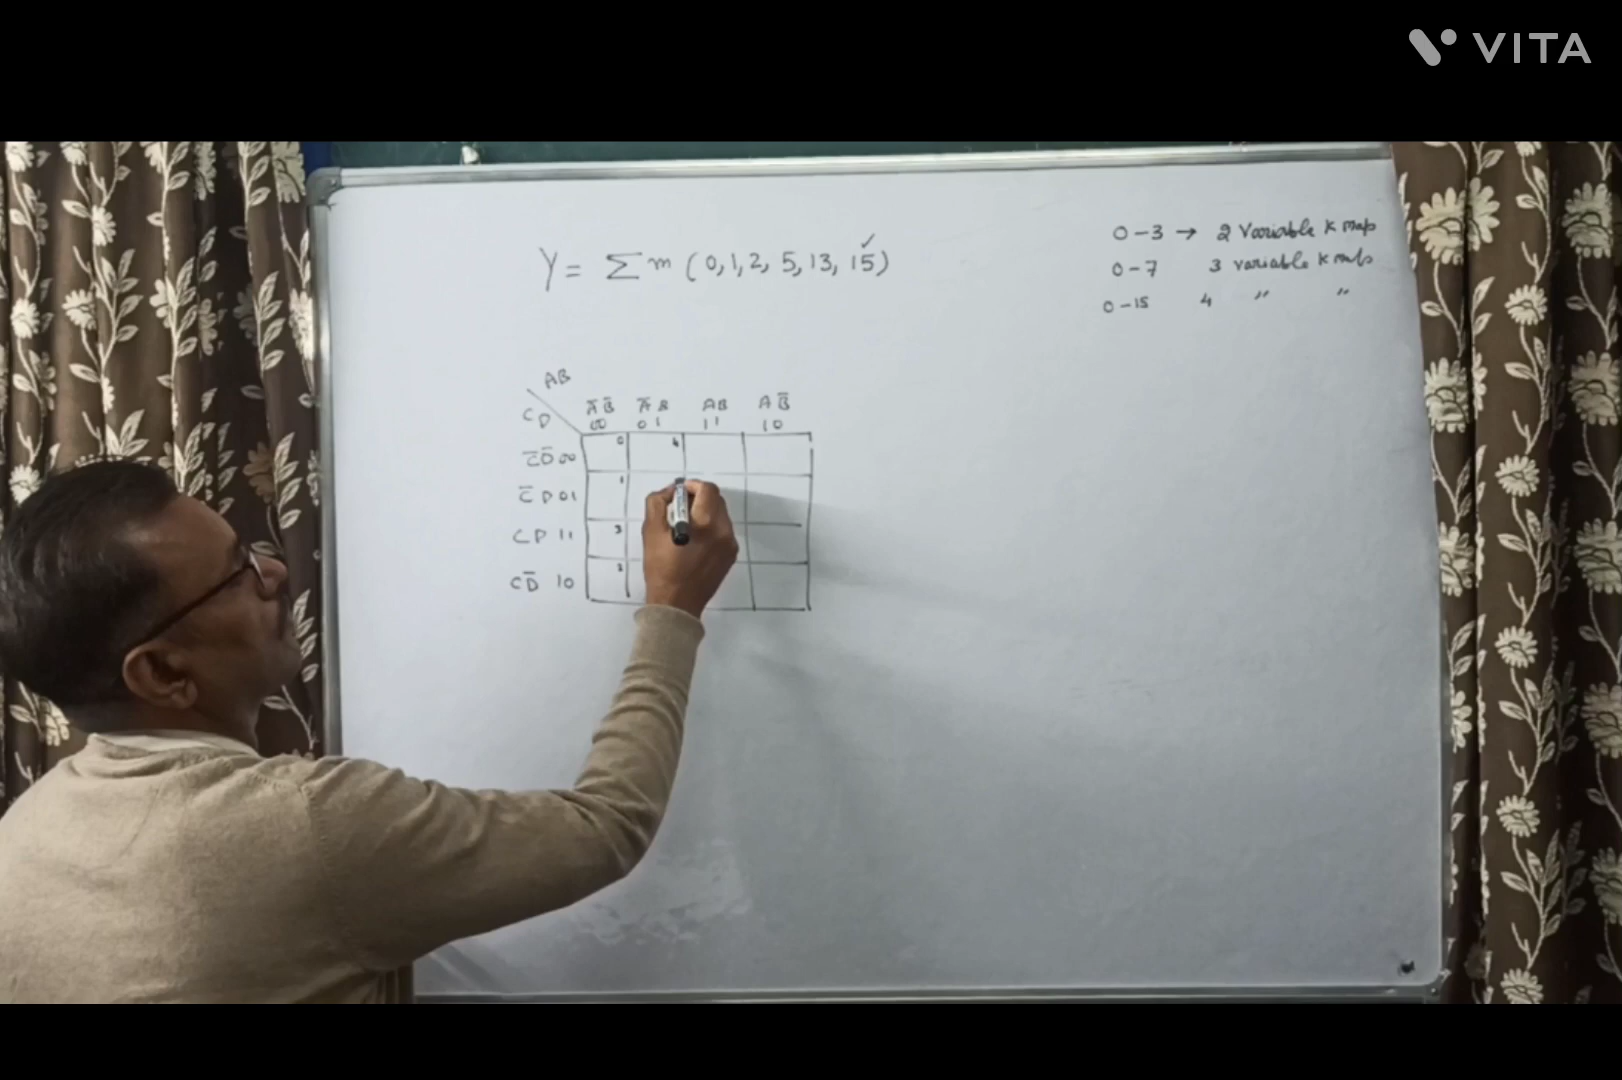 VITA
Y = Σ m (0, 1, 2, 5, 13, 15)
0-3 → 2 Variable K map
0-7 3 variable K map
0-15 4 " "
AB
CD
A̅B̅ A̅B AB AB̅
00 01 11 10
C̅D̅ 00 0 4
C̅D 01 1
CD 11 3
CD̅ 10 2